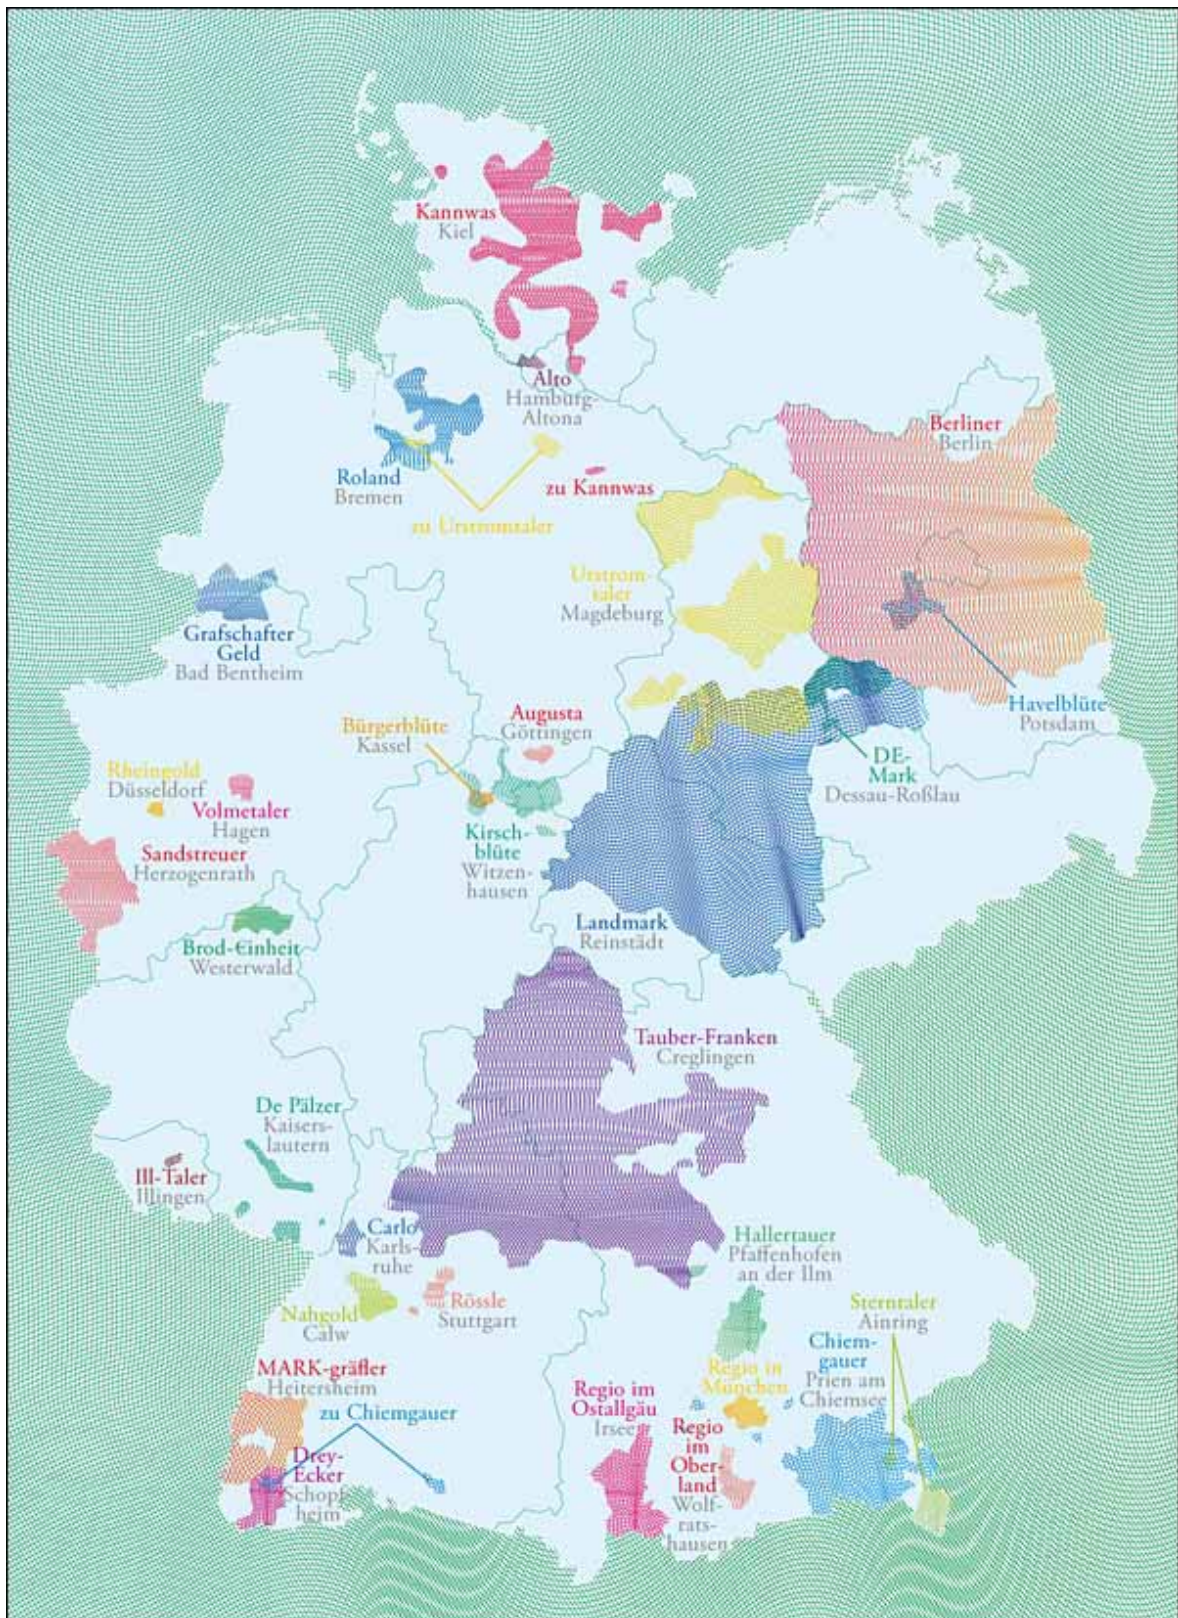 Kannwas
Kiel
Alto
Hamburg-
Altona
Berliner
Berlin
Roland
Bremen
zu Kannwas
zu Urstromtaler
Urstrom-
taler
Magdeburg
Grafschafter
Geld
Bad Bentheim
Havelblüte
Potsdam
Bürgerblüte
Kassel
Augusta
Göttingen
DE-
Mark
Dessau-Roßlau
Rheingold
Düsseldorf
Volmetaler
Hagen
Kirsch-
blüte
Witzen-
hausen
Sandstreuer
Herzogenrath
Landmark
Reinstädt
Brod-Einheit
Westerwald
Tauber-Franken
Creglingen
De Pälzer
Kaisers-
lautern
Ill-Taler
Illingen
Carlo
Karls-
ruhe
Hallertauer
Pfaffenhofen
an der Ilm
Nahgold
Calw
Rössle
Stuttgart
Sterntaler
Ainring
Chiem-
gauer
Prien am
Chiemsee
MARK-gräfler
Heitersheim
zu Chiemgauer
Regio in
München
Regio im
Ostallgäu
Irsee
Regio
im
Ober-
land
Wolf-
rats-
hausen
Drey-
Ecker
Schopf
heim